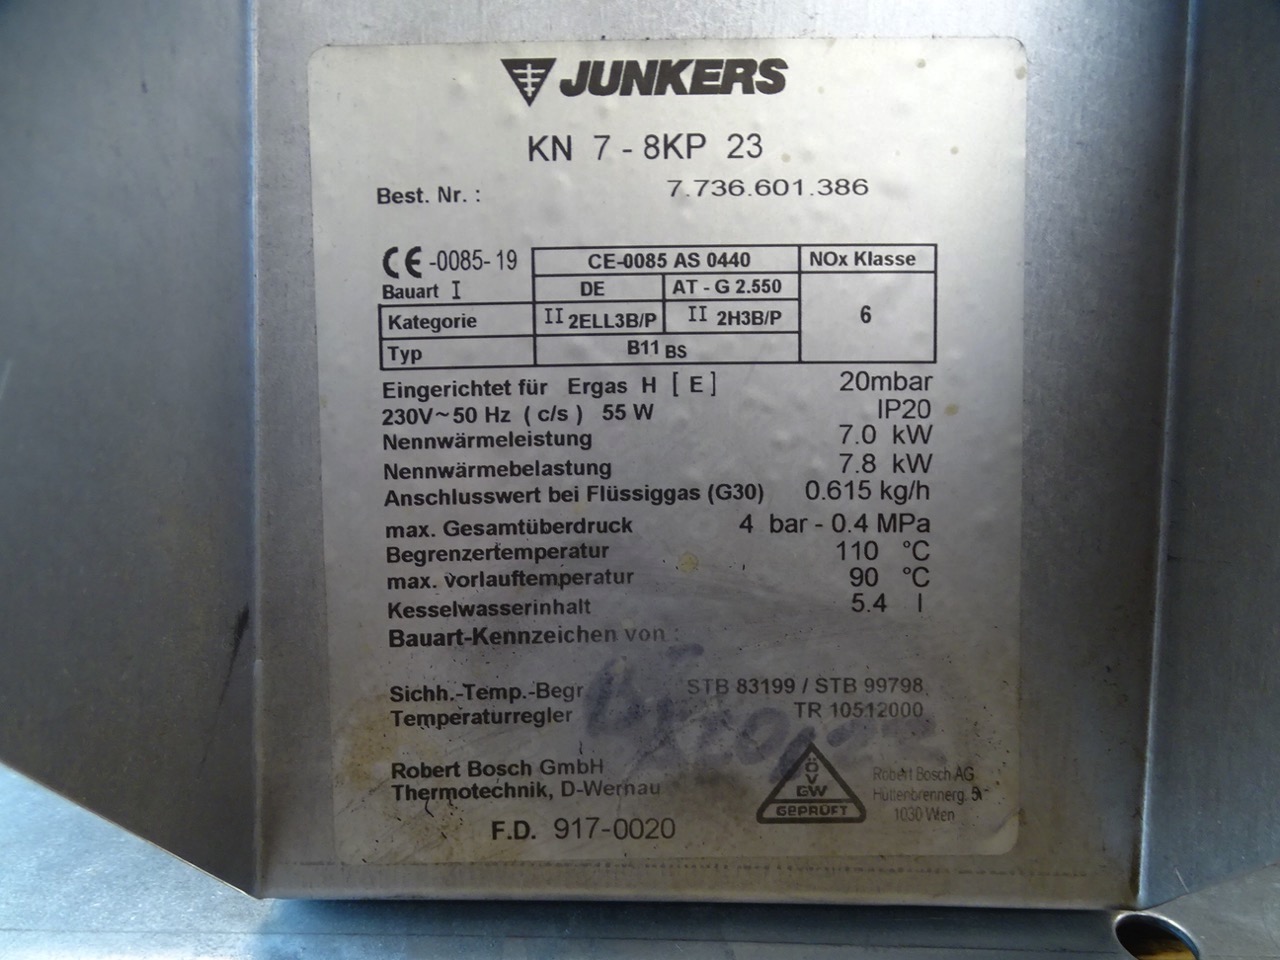 JUNKERS
KN 7 - 8KP 23
Best. Nr. : 7.736.601.386
CE -0085-19 CE-0085 AS 0440 NOx Klasse
Bauart I DE AT - G 2.550
Kategorie II 2ELL3B/P II 2H3B/P 6
Typ B11 BS
Eingerichtet für Ergas H [ E ] 20mbar
230V~50 Hz ( c/s ) 55 W IP20
Nennwärmeleistung 7.0 kW
Nennwärmebelastung 7.8 kW
Anschlusswert bei Flüssiggas (G30) 0.615 kg/h
max. Gesamtüberdruck 4 bar - 0.4 MPa
Begrenzertemperatur 110 °C
max. vorlauftemperatur 90 °C
Kesselwasserinhalt 5.4 l
Bauart-Kennzeichen von :
Sichh.-Temp.-Begr STB 83199 / STB 99798
Temperaturregler TR 10512000
Robert Bosch GmbH
Thermotechnik, D-Wernau
ÖVGW
GEPRÜFT
Robert Bosch AG
Hüttenbrennerg. 5
1030 Wien
F.D. 917-0020